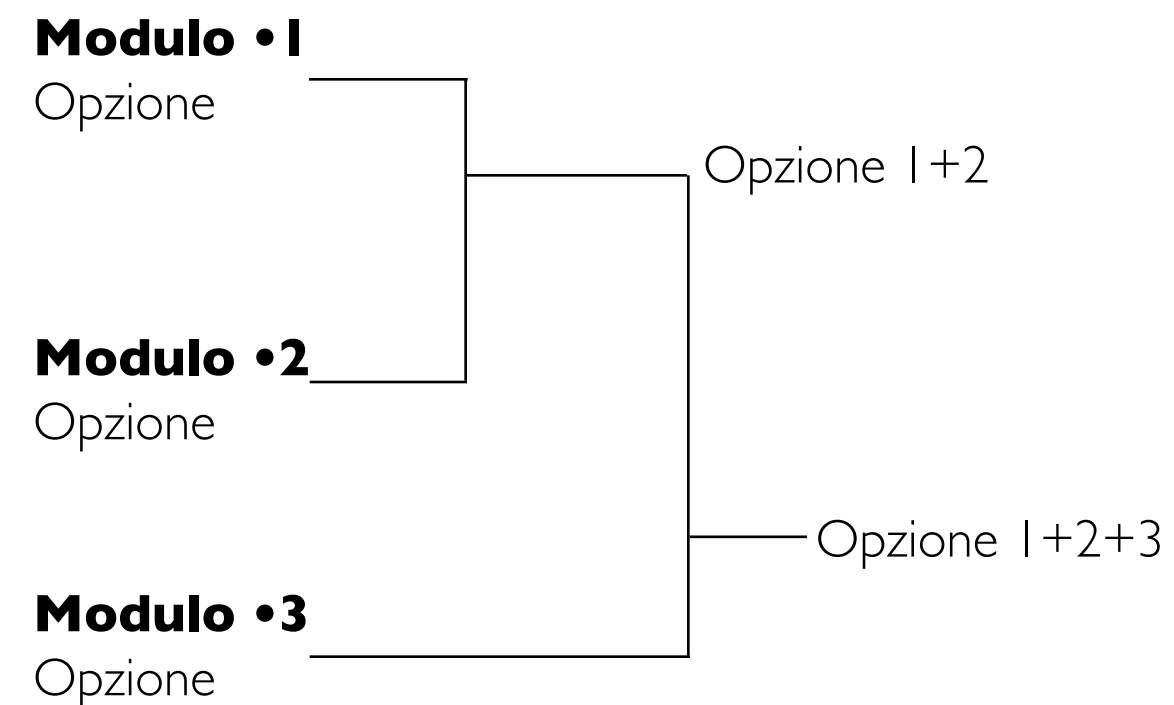 Modulo •1
Opzione
Opzione 1+2
Modulo •2
Opzione
Opzione 1+2+3
Modulo •3
Opzione